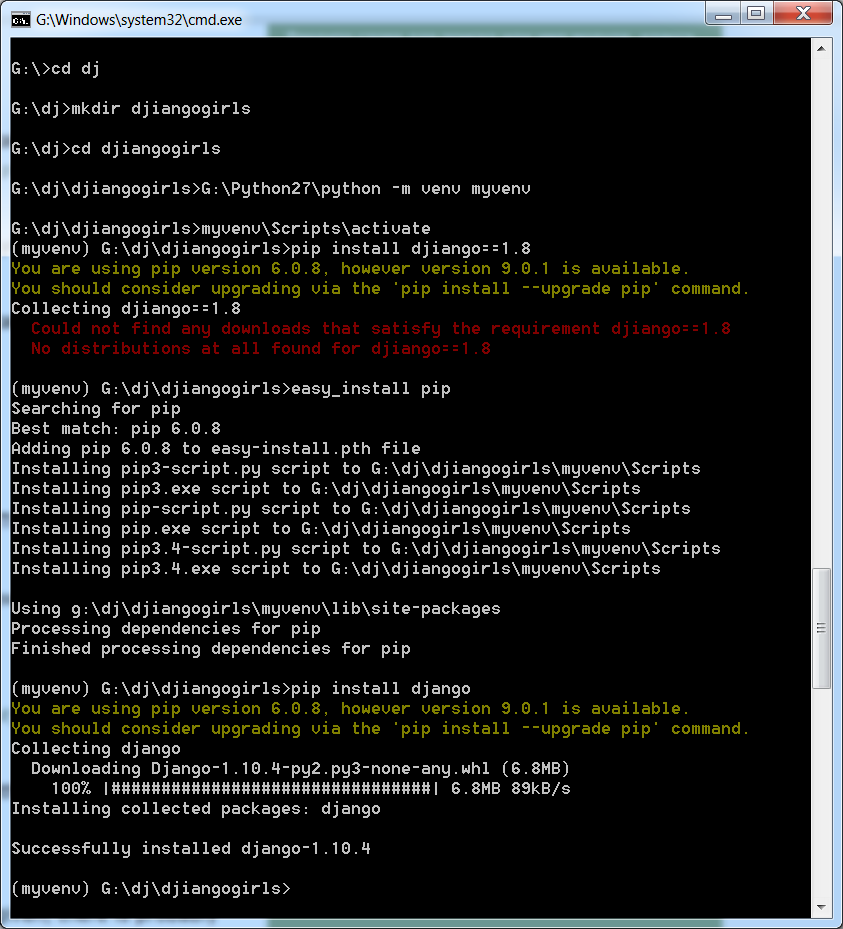 G:\Windows\system32\cmd.exe
G:\>cd dj
G:\dj>mkdir djiangogirls
G:\dj>cd djiangogirls
G:\dj\djiangogirls>G:\Python27\python -m venv myvenv
G:\dj\djiangogirls>myvenv\Scripts\activate
(myvenv) G:\dj\djiangogirls>pip install djiango==1.8
You are using pip version 6.0.8, however version 9.0.1 is available.
You should consider upgrading via the 'pip install --upgrade pip' command.
Collecting djiango==1.8
  Could not find any downloads that satisfy the requirement djiango==1.8
  No distributions at all found for djiango==1.8
(myvenv) G:\dj\djiangogirls>easy_install pip
Searching for pip
Best match: pip 6.0.8
Adding pip 6.0.8 to easy-install.pth file
Installing pip3-script.py script to G:\dj\djiangogirls\myvenv\Scripts
Installing pip3.exe script to G:\dj\djiangogirls\myvenv\Scripts
Installing pip-script.py script to G:\dj\djiangogirls\myvenv\Scripts
Installing pip.exe script to G:\dj\djiangogirls\myvenv\Scripts
Installing pip3.4-script.py script to G:\dj\djiangogirls\myvenv\Scripts
Installing pip3.4.exe script to G:\dj\djiangogirls\myvenv\Scripts
Using g:\dj\djiangogirls\myvenv\lib\site-packages
Processing dependencies for pip
Finished processing dependencies for pip
(myvenv) G:\dj\djiangogirls>pip install django
You are using pip version 6.0.8, however version 9.0.1 is available.
You should consider upgrading via the 'pip install --upgrade pip' command.
Collecting django
  Downloading Django-1.10.4-py2.py3-none-any.whl (6.8MB)
    100% |################################| 6.8MB 89kB/s
Installing collected packages: django
Successfully installed django-1.10.4
(myvenv) G:\dj\djiangogirls>